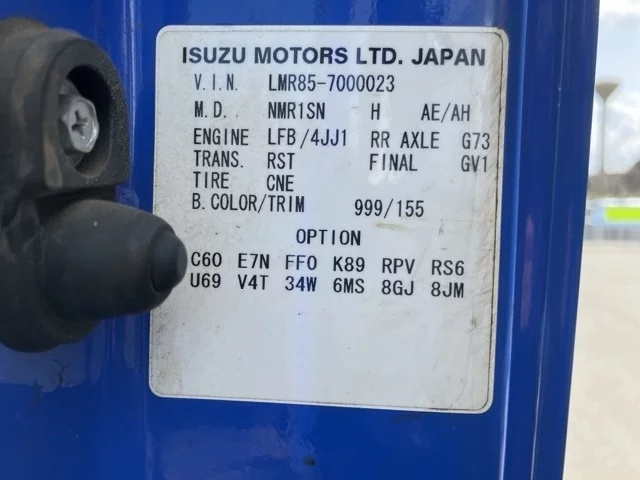 ISUZU MOTORS LTD. JAPAN
V.I.N. LMR85-7000023
M.D. NMR1SN H AE/AH
ENGINE LFB/4JJ1 RR AXLE G73
TRANS. RST FINAL GV1
TIRE CNE
B.COLOR/TRIM 999/155
OPTION
C60 E7N FF0 K89 RPV RS6
U69 V4T 34W 6MS 8GJ 8JM